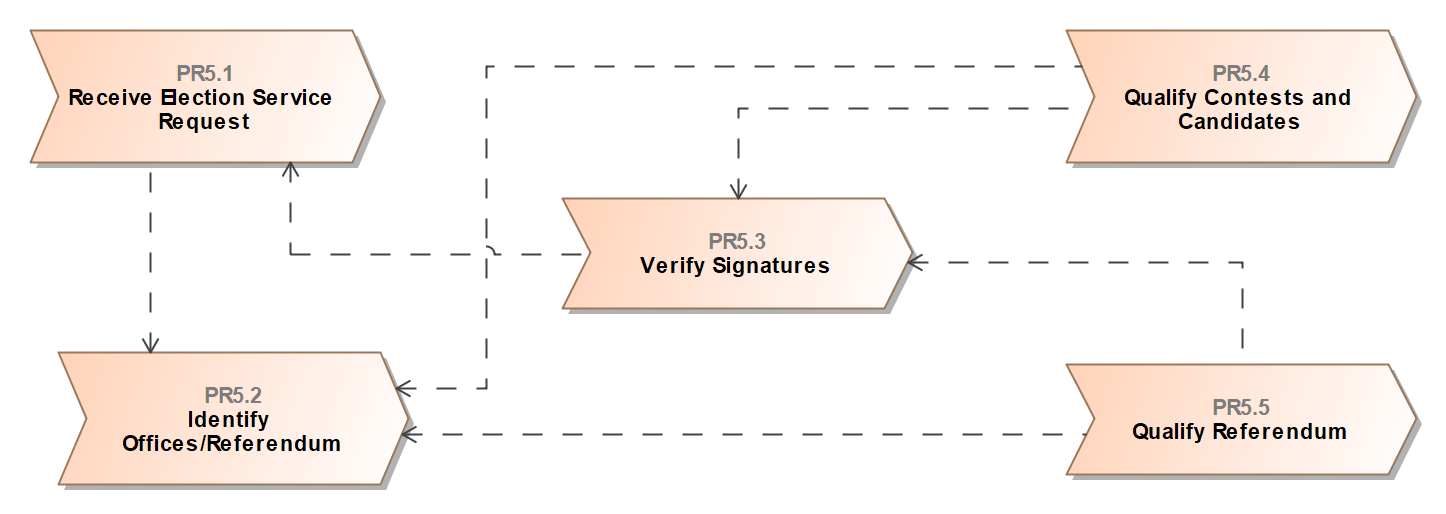 PR5.1
Receive Election Service
Request
PR5.4
Qualify Contests and
Candidates
PR5.3
Verify Signatures
PR5.2
Identify
Offices/Referendum
PR5.5
Qualify Referendum